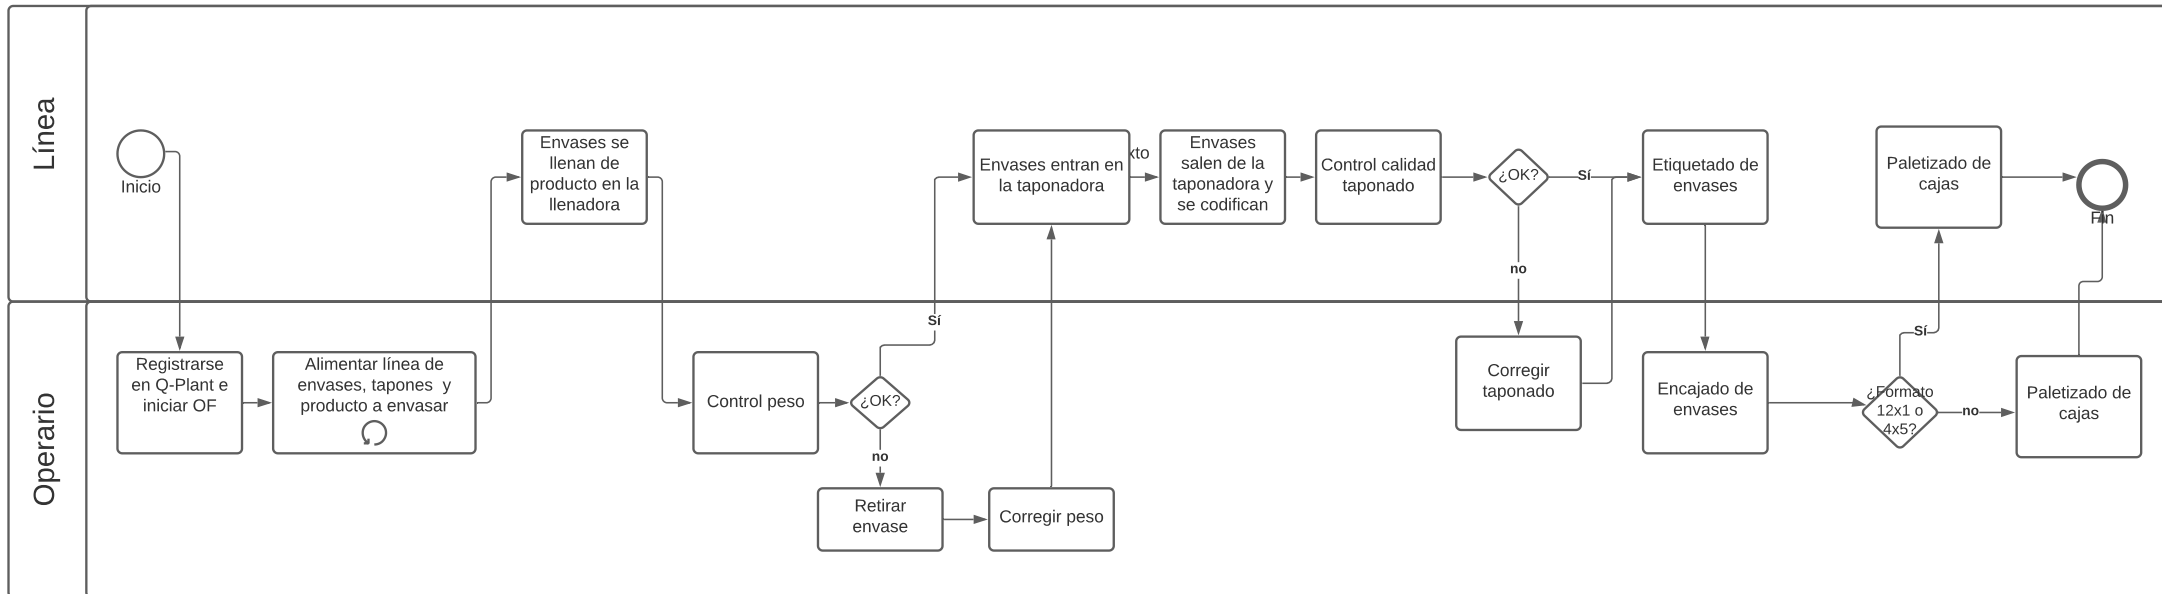 Línea
Inicio
Envases se
llenan de
producto en la
llenadora
Envases entran en
la taponadora
xto
Envases
salen de la
taponadora y
se codifican
Control calidad
taponado
¿OK?
Sí
no
Etiquetado de
envases
Paletizado de
cajas
Fin
Operario
Registrarse
en Q-Plant e
iniciar OF
Alimentar línea de
envases, tapones y
producto a envasar
Control peso
¿OK?
Sí
no
Retirar
envase
Corregir peso
Corregir
taponado
Encajado de
envases
¿Formato
12x1 o
4x5?
Sí
no
Paletizado de
cajas